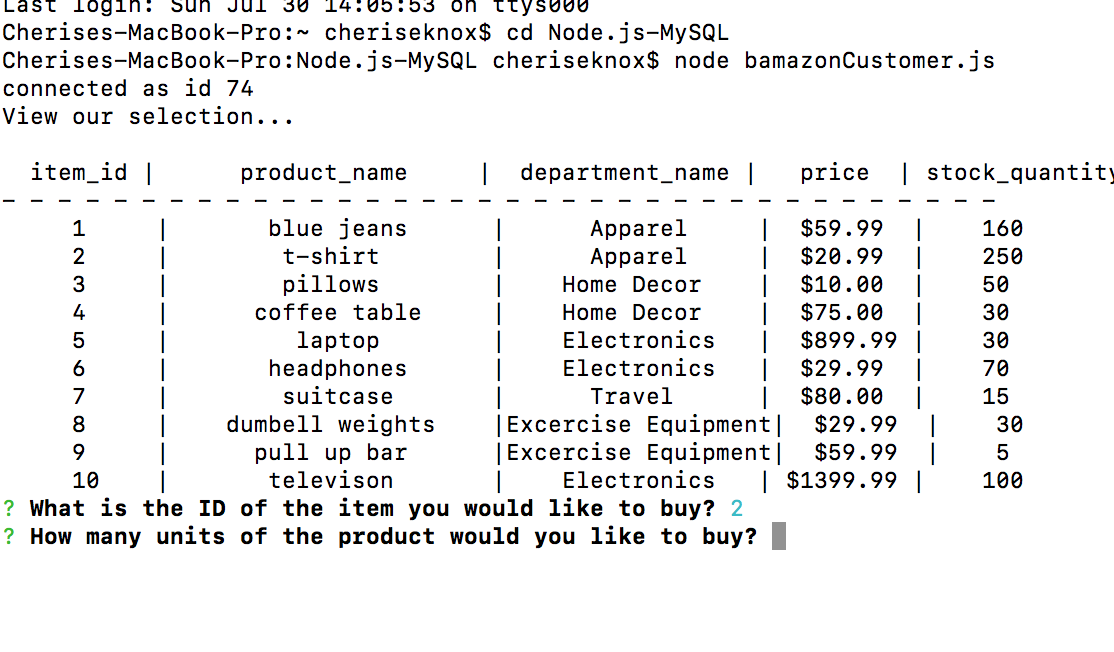 Last login: Sun Jul 30 14:05:53 on ttys000
Cherises-MacBook-Pro:~ cheriseknox$ cd Node.js-MySQL
Cherises-MacBook-Pro:Node.js-MySQL cheriseknox$ node bamazonCustomer.js
connected as id 74
View our selection...
item_id | product_name | department_name | price | stock_quantity
- - - - - - - - - - - - - - - - - - - - - - - - - - - - - - - - - - - -
1 | blue jeans | Apparel | $59.99 | 160
2 | t-shirt | Apparel | $20.99 | 250
3 | pillows | Home Decor | $10.00 | 50
4 | coffee table | Home Decor | $75.00 | 30
5 | laptop | Electronics | $899.99 | 30
6 | headphones | Electronics | $29.99 | 70
7 | suitcase | Travel | $80.00 | 15
8 | dumbell weights |Excercise Equipment| $29.99 | 30
9 | pull up bar |Excercise Equipment| $59.99 | 5
10 | televison | Electronics | $1399.99 | 100
? What is the ID of the item you would like to buy? 2
? How many units of the product would you like to buy?